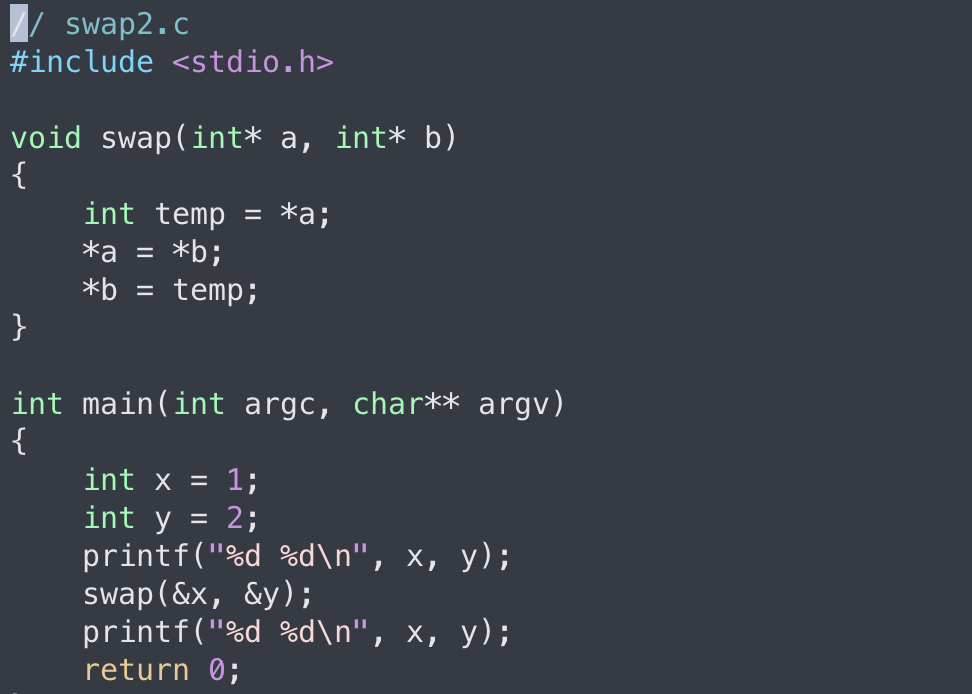 // swap2.c
#include <stdio.h>

void swap(int* a, int* b)
{
    int temp = *a;
    *a = *b;
    *b = temp;
}

int main(int argc, char** argv)
{
    int x = 1;
    int y = 2;
    printf("%d %d\n", x, y);
    swap(&x, &y);
    printf("%d %d\n", x, y);
    return 0;